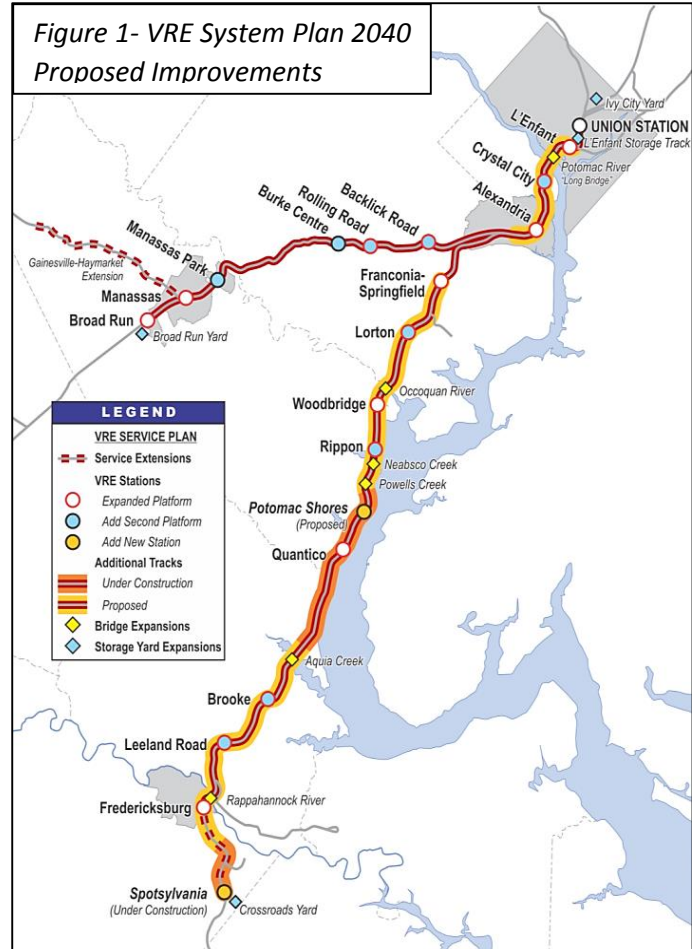 Figure 1- VRE System Plan 2040
Proposed Improvements
Ivy City Yard
UNION STATION
L'Enfant
L'Enfant Storage Track
Potomac River
"Long Bridge"
Crystal City
Alexandria
Backlick Road
Rolling Road
Burke Centre
Manassas Park
Gainesville-Haymarket
Extension
Manassas
Broad Run
Broad Run Yard
Franconia-
Springfield
Lorton
Occoquan River
Woodbridge
Rippon
Neabsco Creek
Powells Creek
Potomac Shores
(Proposed)
Quantico
Aquia Creek
Brooke
Leeland Road
Rappahannock River
Fredericksburg
Spotsylvania
(Under Construction)
Crossroads Yard
LEGEND
VRE SERVICE PLAN
Service Extensions
VRE Stations
Expanded Platform
Add Second Platform
Add New Station
Additional Tracks
Under Construction
Proposed
Bridge Expansions
Storage Yard Expansions